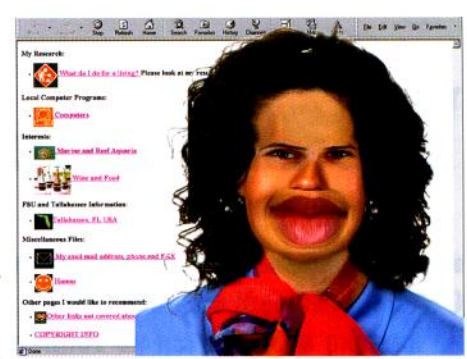 Stop Refresh Home Search Favorites History Channels File Edit View Go Favorites
My Research:
What do I do for a living? Please look at my
Local Computer Programs:
Computers
Interests:
Marine and Reef Aquaria
Wine and Food
FSU and Tallahassee Information:
Tallahassee, FL USA
Miscellaneous Files:
My email mail address, phone and FAX
Humor
Other pages I would like to recommend:
Other links not covered
COPYRIGHT INFO
Done